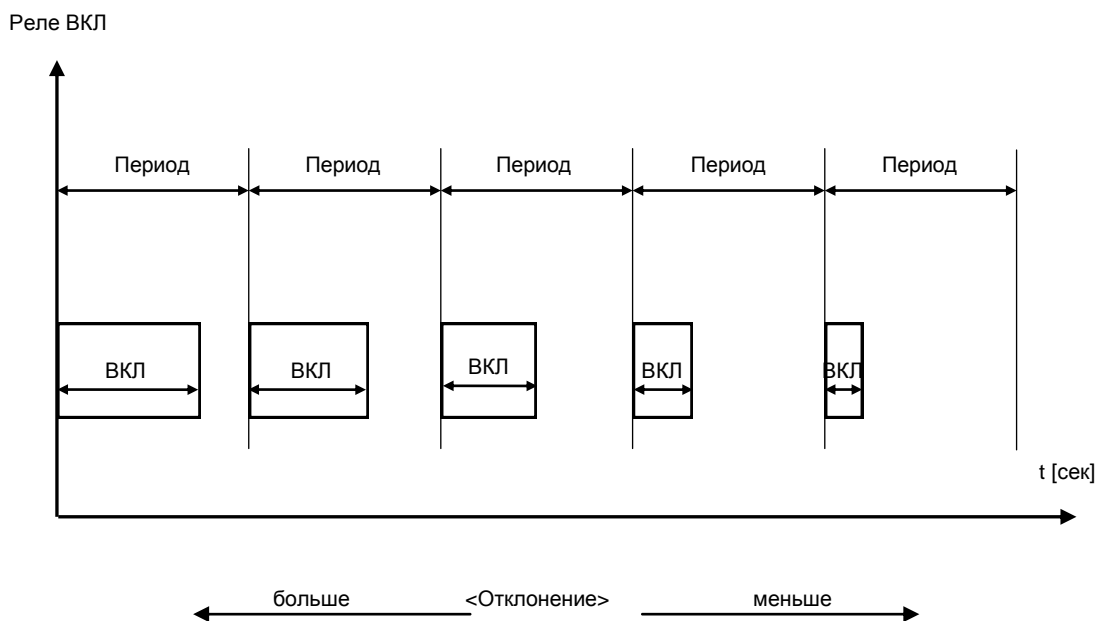 Реле ВКЛ
Период Период Период Период Период
ВКЛ ВКЛ ВКЛ ВКЛ ВКЛ
t [сек]
больше <Отклонение> меньше